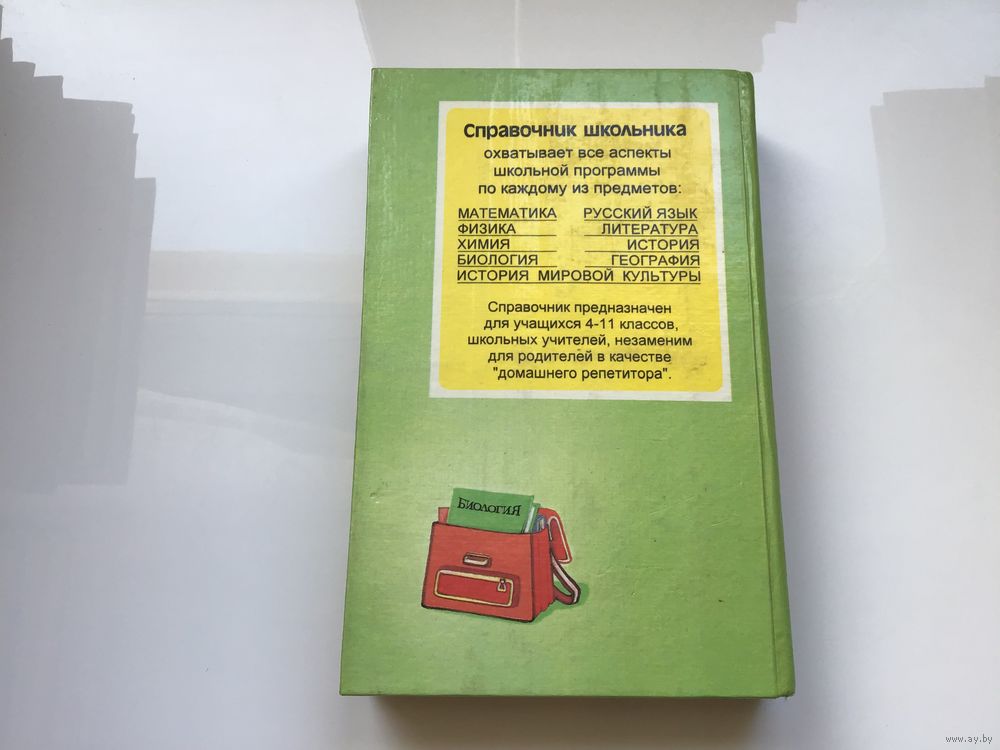 Справочник школьника
охватывает все аспекты
школьной программы
по каждому из предметов:
МАТЕМАТИКА РУССКИЙ ЯЗЫК
ФИЗИКА ЛИТЕРАТУРА
ХИМИЯ ИСТОРИЯ
БИОЛОГИЯ ГЕОГРАФИЯ
ИСТОРИЯ МИРОВОЙ КУЛЬТУРЫ
Справочник предназначен
для учащихся 4-11 классов,
школьных учителей, незаменим
для родителей в качестве
"домашнего репетитора".
БИОЛОГИЯ
www.ay.by